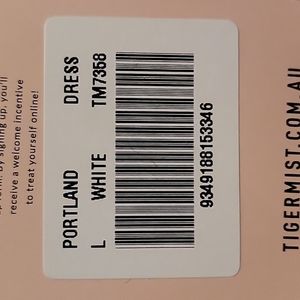 by signing up, you'll
receive a welcome incentive
to treat yourself online!
PORTLAND DRESS
L WHITE TM7358
9349188153346
TIGERMIST.COM.AU